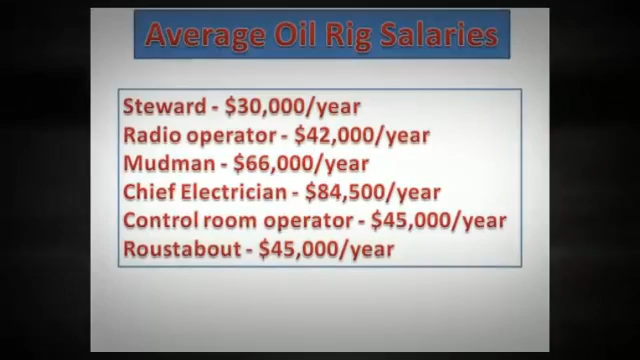 Average Oil Rig Salaries
Steward - $30,000/year
Radio operator - $42,000/year
Mudman - $66,000/year
Chief Electrician - $84,500/year
Control room operator - $45,000/year
Roustabout - $45,000/year